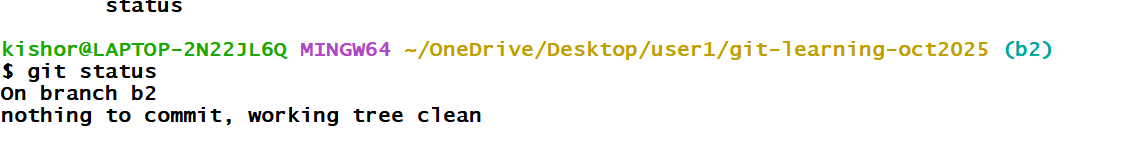 status
kishor@LAPTOP-2N22JL6Q MINGW64 ~/OneDrive/Desktop/user1/git-learning-oct2025 (b2)
$ git status
On branch b2
nothing to commit, working tree clean